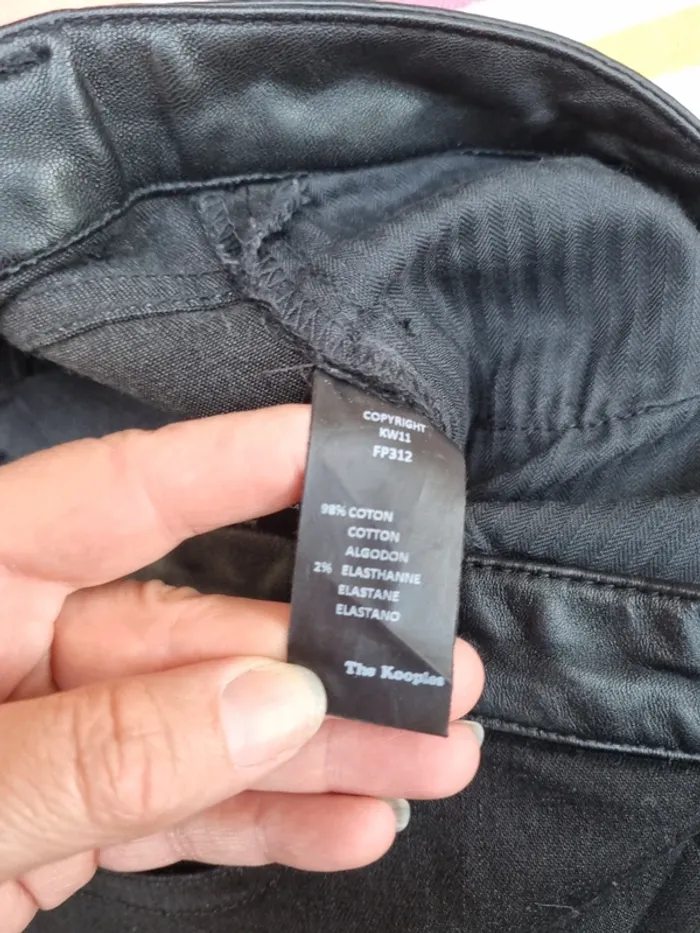 COPYRIGHT
KW11
FP312
98% COTON
COTTON
ALGODON
2% ELASTHANNE
ELASTANE
ELASTANO
The Kooples